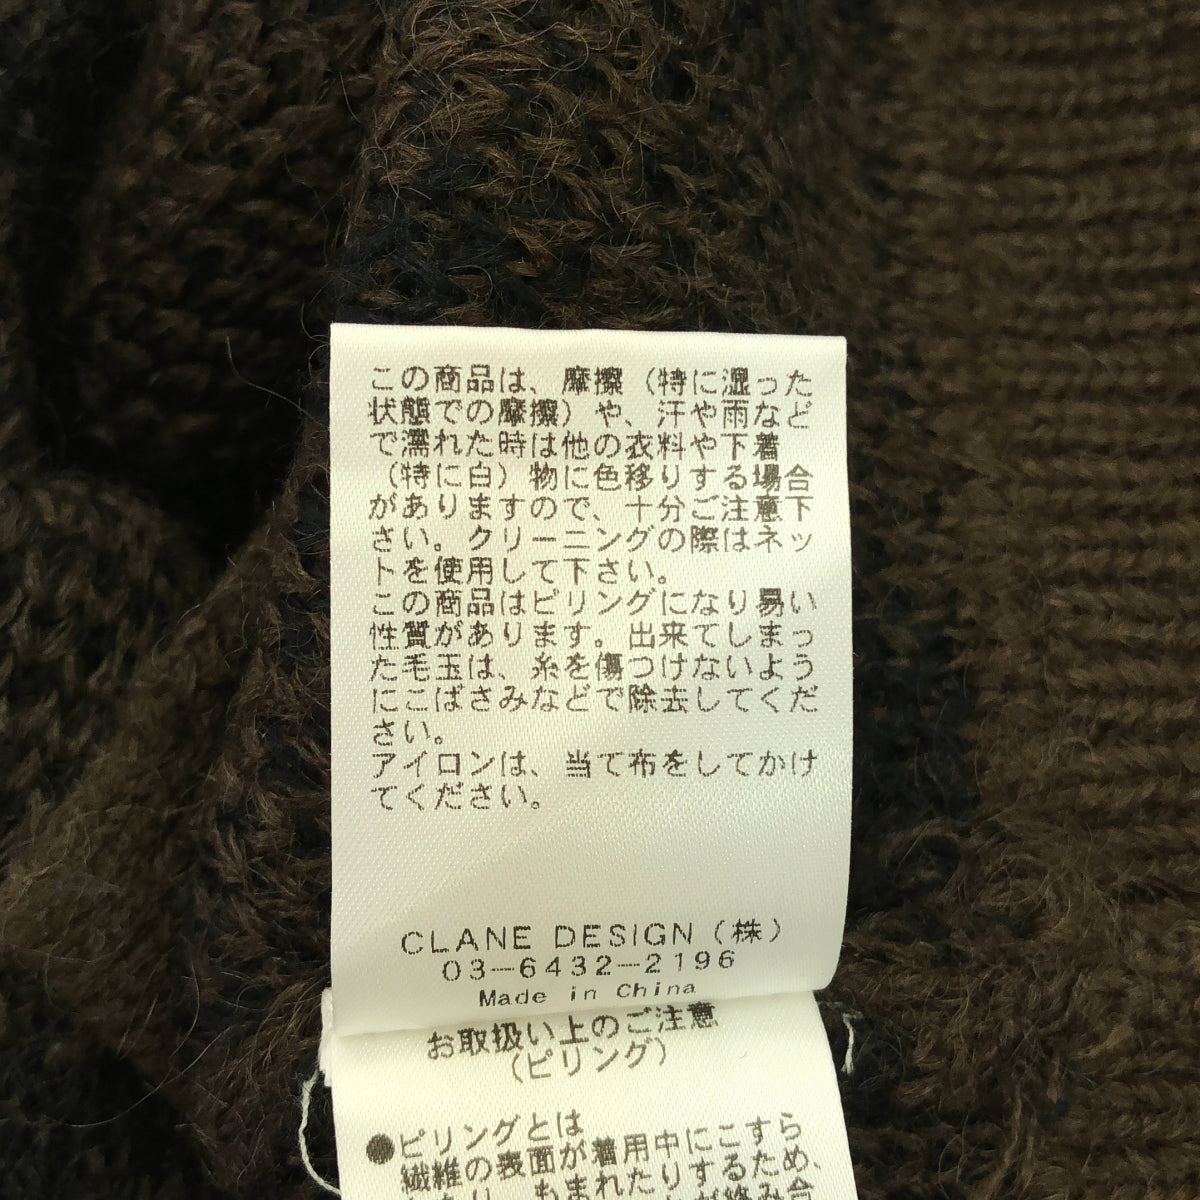 この商品は、摩擦（特に湿った
状態での摩擦）や、汗や雨など
で濡れた時は他の衣料や下着
（特に白）物に色移りする場合
がありますので、十分ご注意下
さい。クリーニングの際はネッ
トを使用して下さい。
この商品はピリングになり易い
性質があります。出来てしまっ
た毛玉は、糸を傷つけないよう
にこばさみなどで除去してくだ
さい。
アイロンは、当て布をしてかけ
てください。
CLANE DESIGN（株）
03-6432-2196
Made in China
お取扱い上のご注意
（ピリング）
●ピリングとは
繊維の表面が着用中にこすら
もまれたりするため、